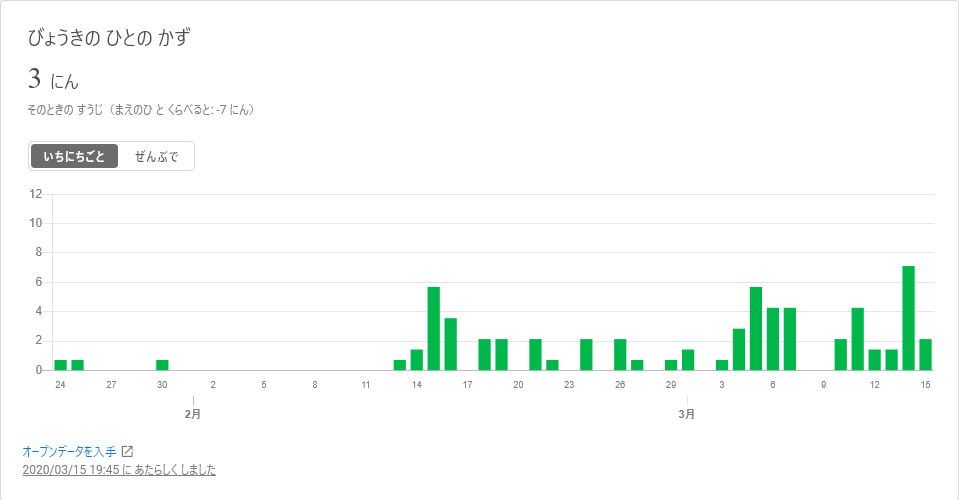 びょうきの ひとの かず
3 にん
そのときの すうじ（まえのひ と くらべると: -7 にん）
いちにちごと ぜんぶで
12
10
8
6
4
2
0
24 27 30 2 5 8 11 14 17 20 23 26 29 3 6 9 12 15
2月 3月
オープンデータを入手
2020/03/15 19:45 に あたらしく しました